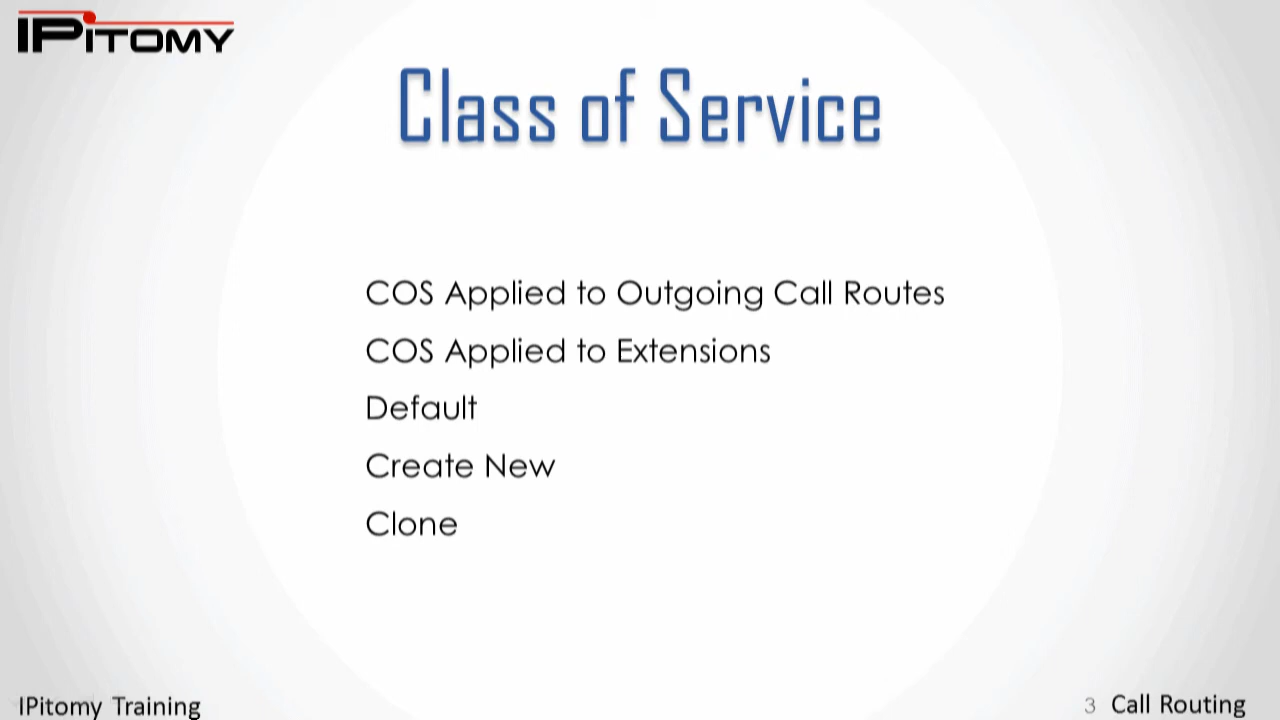 IPITOMY
Class of Service
COS Applied to Outgoing Call Routes
COS Applied to Extensions
Default
Create New
Clone
IPitomy Training
3 Call Routing